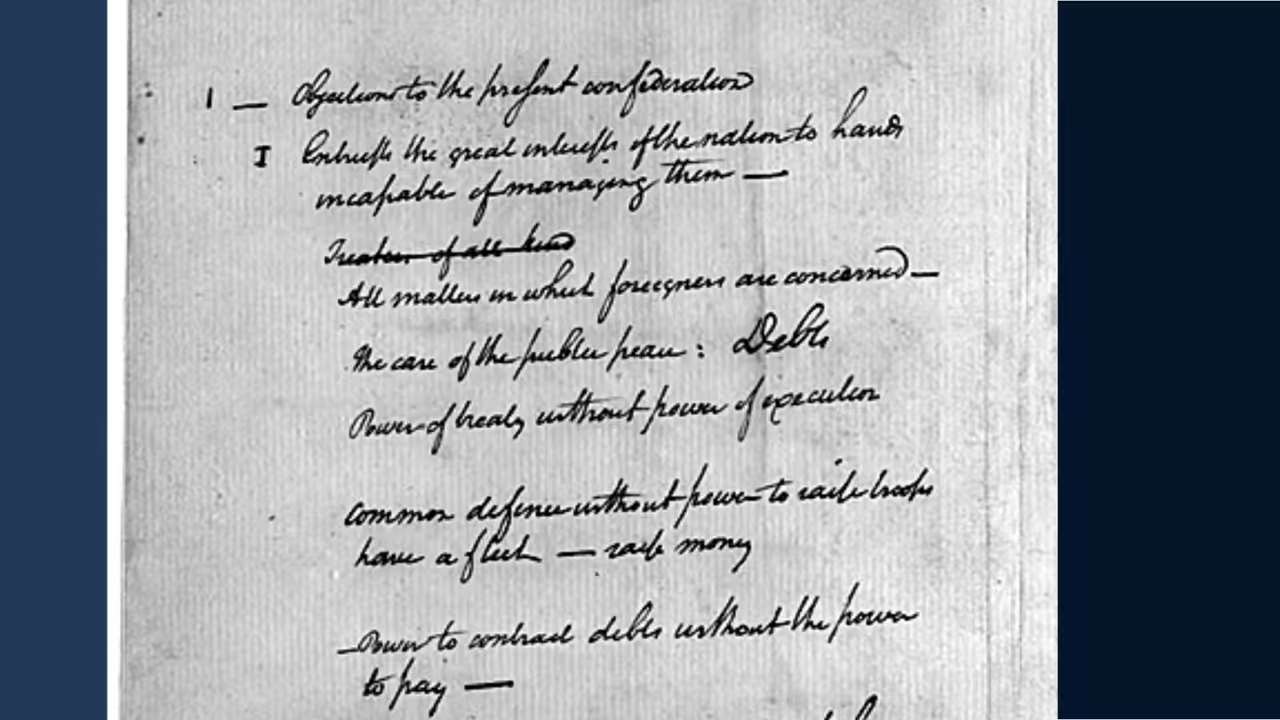 1 — Objections to the present confederation
I Entrusts the great interests of the nation to hands
incapable of managing them —
Treaties of all kind
All matters in which foreigners are concerned —
The care of the public peace : Debts
Power of treaty without power of execution
Common defence without power to raise troops
have a fleet — raise money
— Power to contract debts without the power
to pay —